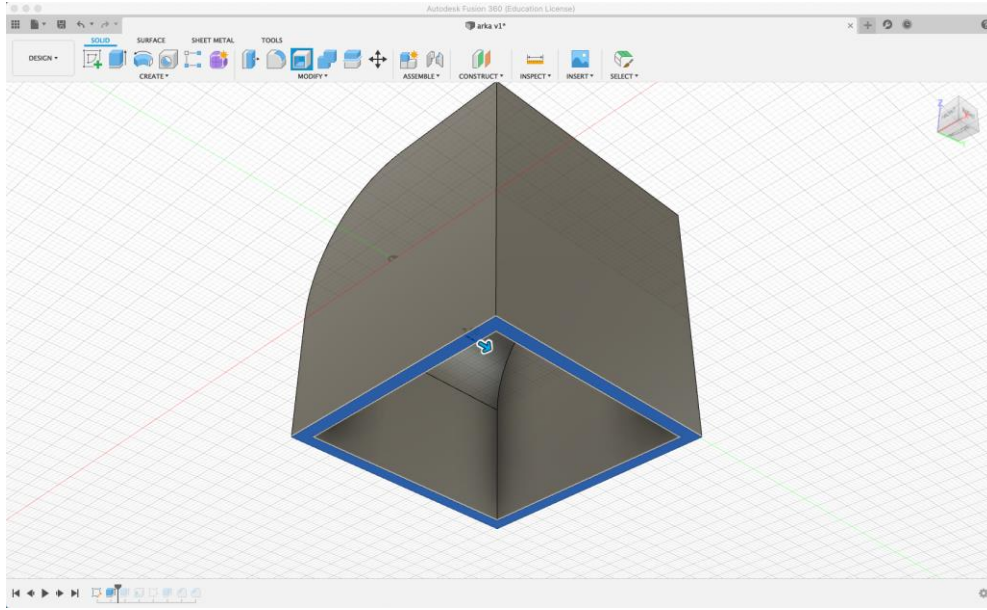 Autodesk Fusion 360 (Education License)
arka v1*
SOLID SURFACE SHEET METAL TOOLS
DESIGN
CREATE MODIFY ASSEMBLE CONSTRUCT INSPECT INSERT SELECT
Z